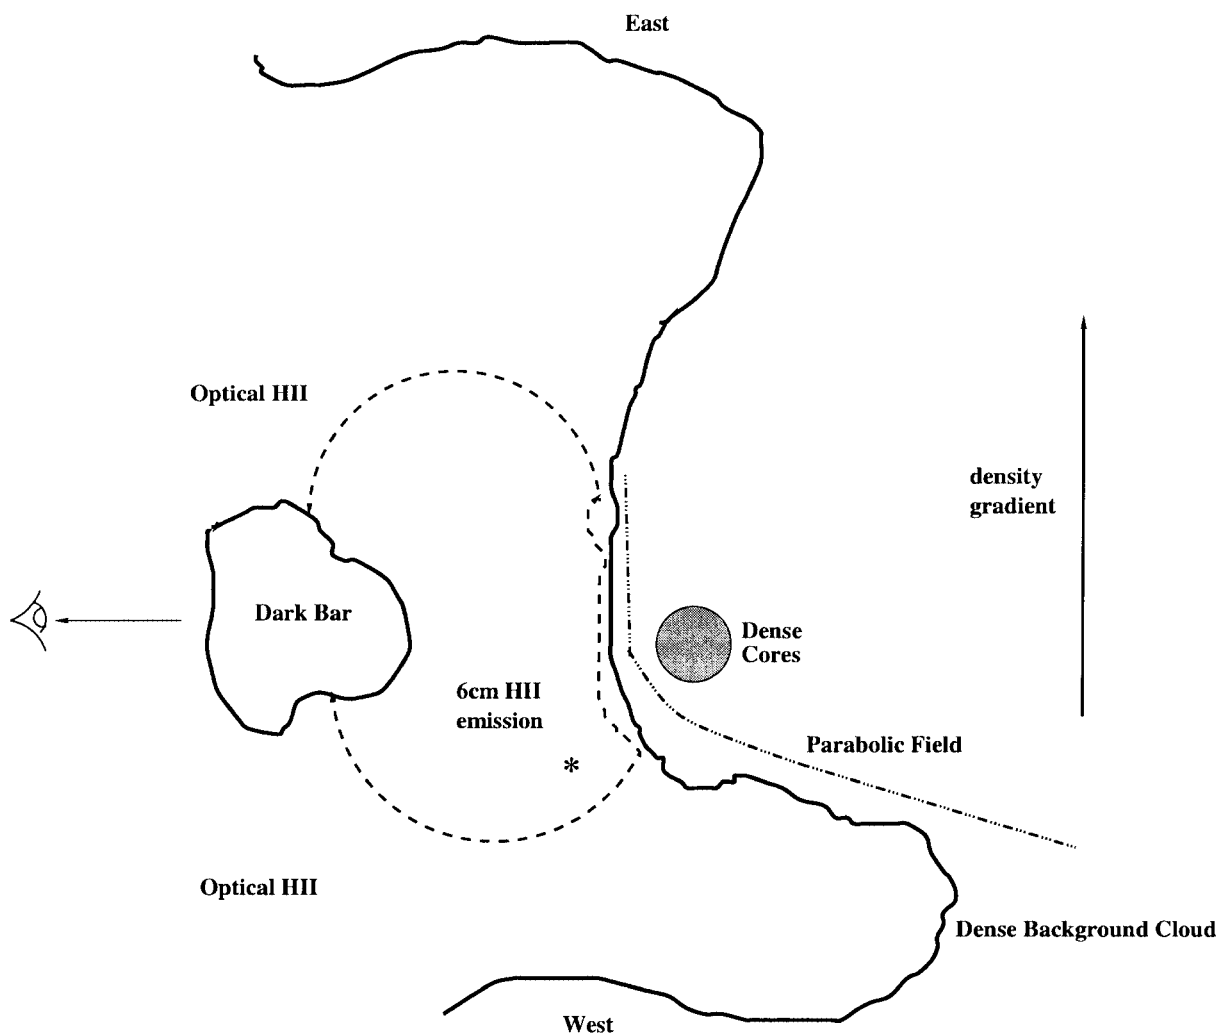 East
Optical HII
density
gradient
Dark Bar
Dense
Cores
6cm HII
emission
Parabolic Field
*
Optical HII
Dense Background Cloud
West